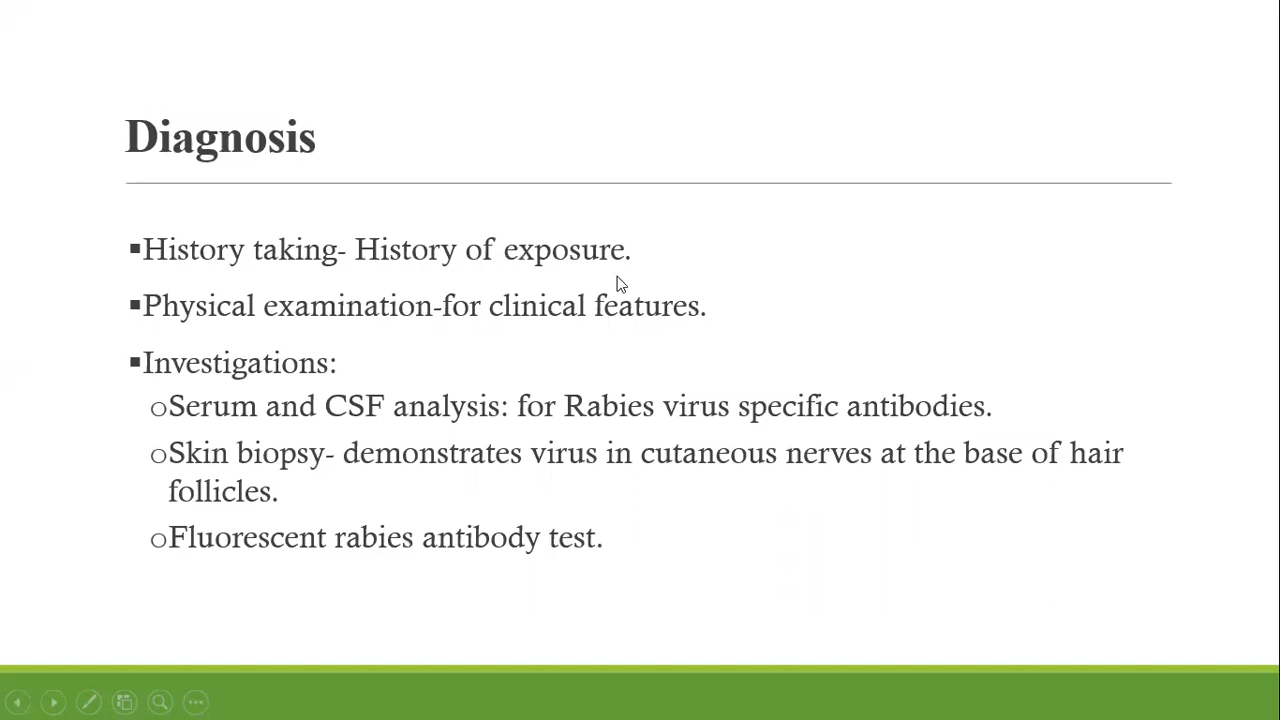 Diagnosis
▪History taking- History of exposure.
▪Physical examination-for clinical features.
▪Investigations:
oSerum and CSF analysis: for Rabies virus specific antibodies.
oSkin biopsy- demonstrates virus in cutaneous nerves at the base of hair
follicles.
oFluorescent rabies antibody test.